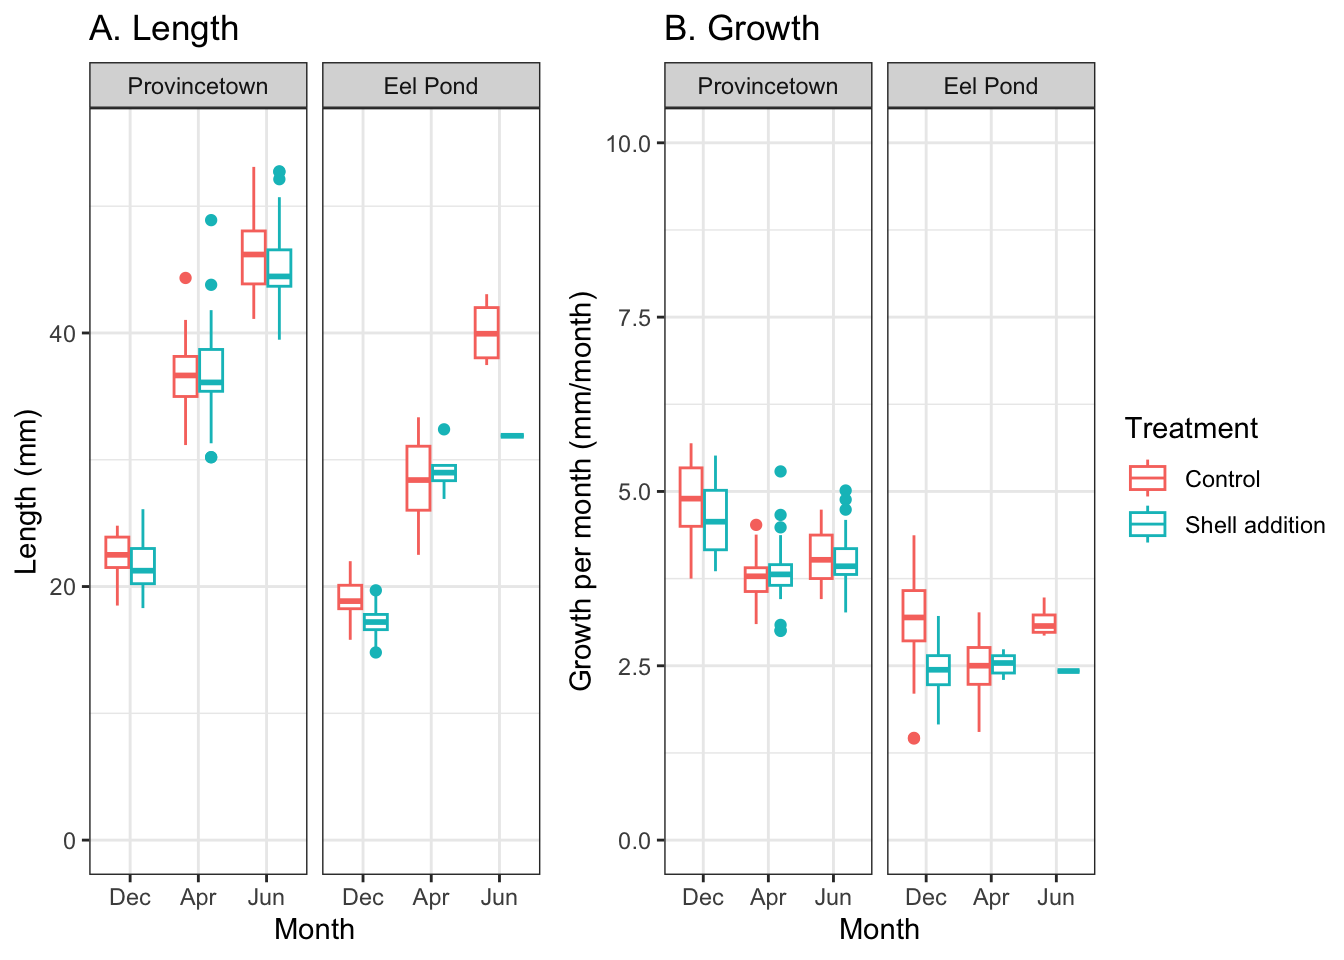 A. Length
Provincetown
Eel Pond
Length (mm)
40
20
0
Dec Apr Jun
Dec Apr Jun
Month
B. Growth
Provincetown
Eel Pond
Growth per month (mm/month)
10.0
7.5
5.0
2.5
0.0
Dec Apr Jun
Dec Apr Jun
Month
Treatment
Control
Shell addition